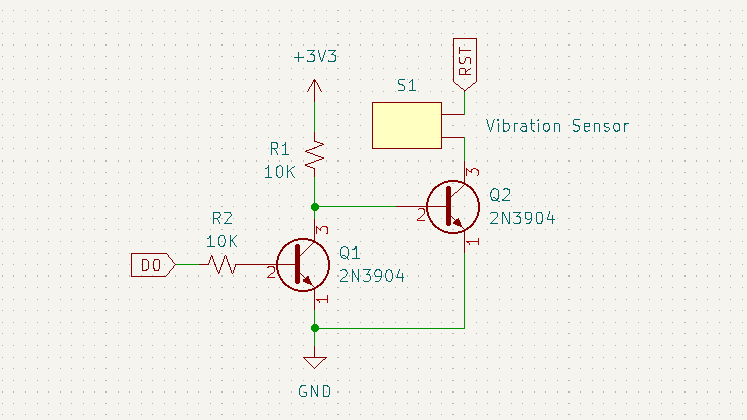 RST
+3V3
S1
Vibration Sensor
R1
10K
3
Q2
2
2N3904
R2
3
1
10K
Q1
D0
2
2N3904
1
GND